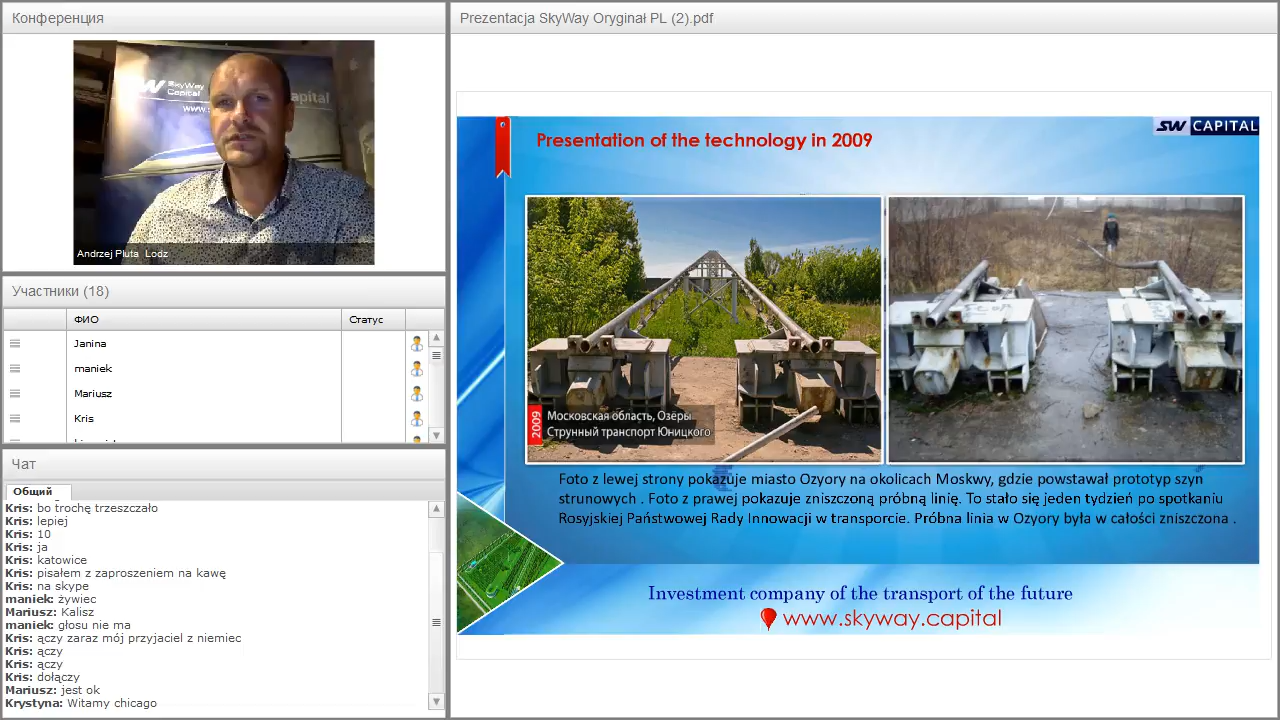 Конференция
SkyWay
Capital
apital
www.s
Andrzej Pluta Lodz
Участники (18)
ФИО Статус
Janina
maniek
Mariusz
Kris
Чат
Общий
Kris: bo trochę trzeszczało
Kris: lepiej
Kris: 10
Kris: ja
Kris: katowice
Kris: pisałem z zaproszeniem na kawę
Kris: na skype
maniek: żywiec
Mariusz: Kalisz
maniek: głosu nie ma
Kris: ączy zaraz mój przyjaciel z niemiec
Kris: ączy
Kris: ączy
Kris: dołączy
Mariusz: jest ok
Krystyna: Witamy chicago
Prezentacja SkyWay Oryginał PL (2).pdf
Presentation of the technology in 2009
SW CAPITAL
2009
Московская область, Озёры
Струнный транспорт Юницкого
Foto z lewej strony pokazuje miasto Ozyory na okolicach Moskwy, gdzie powstawał prototyp szyn
strunowych . Foto z prawej pokazuje zniszczoną próbną linię. To stało się jeden tydzień po spotkaniu
Rosyjskiej Państwowej Rady Innowacji w transporcie. Próbna linia w Ozyory była w całości zniszczona .
Investment company of the transport of the future
www.skyway.capital